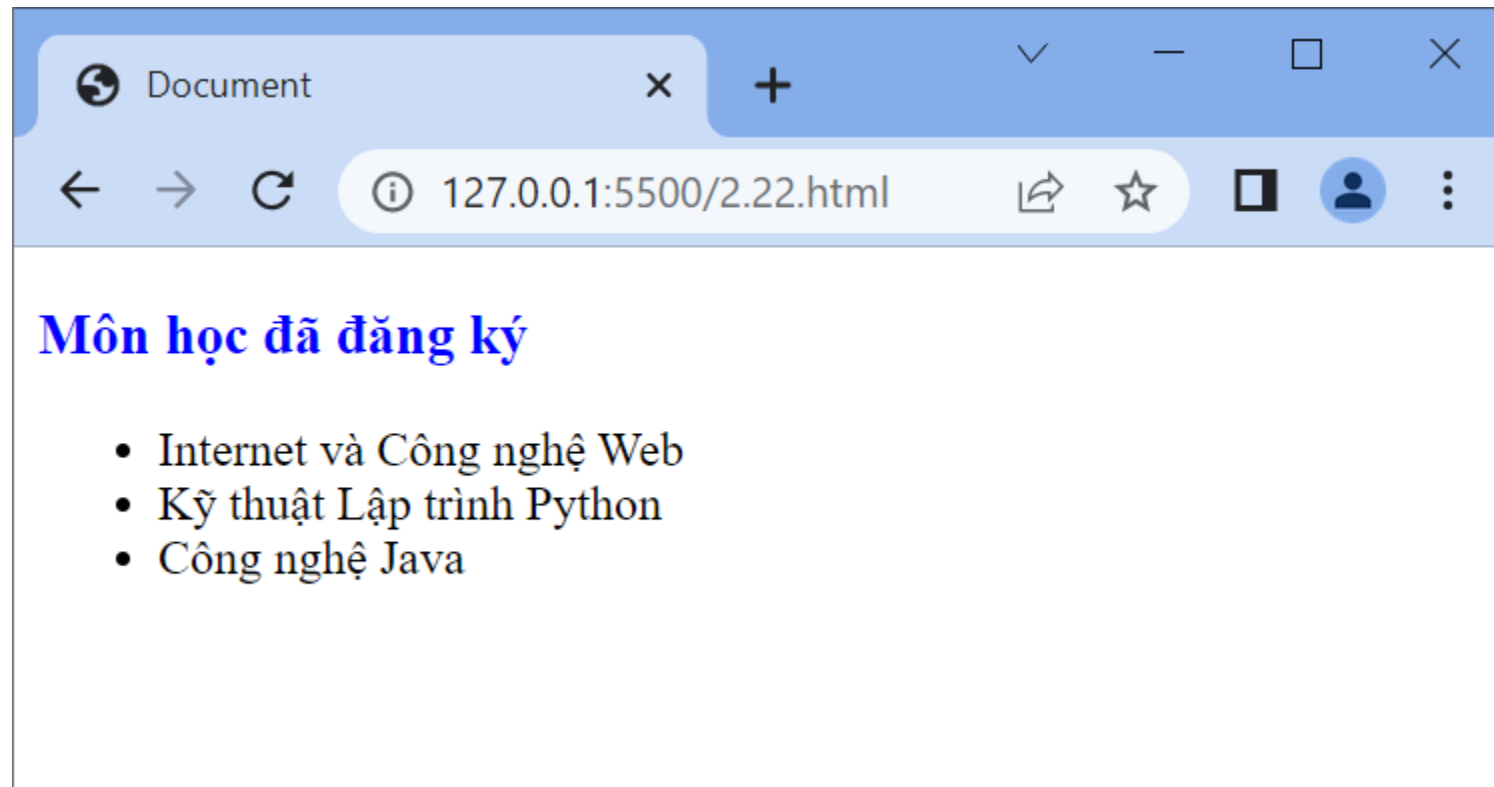 Document
127.0.0.1:5500/2.22.html
Môn học đã đăng ký
Internet và Công nghệ Web
Kỹ thuật Lập trình Python
Công nghệ Java